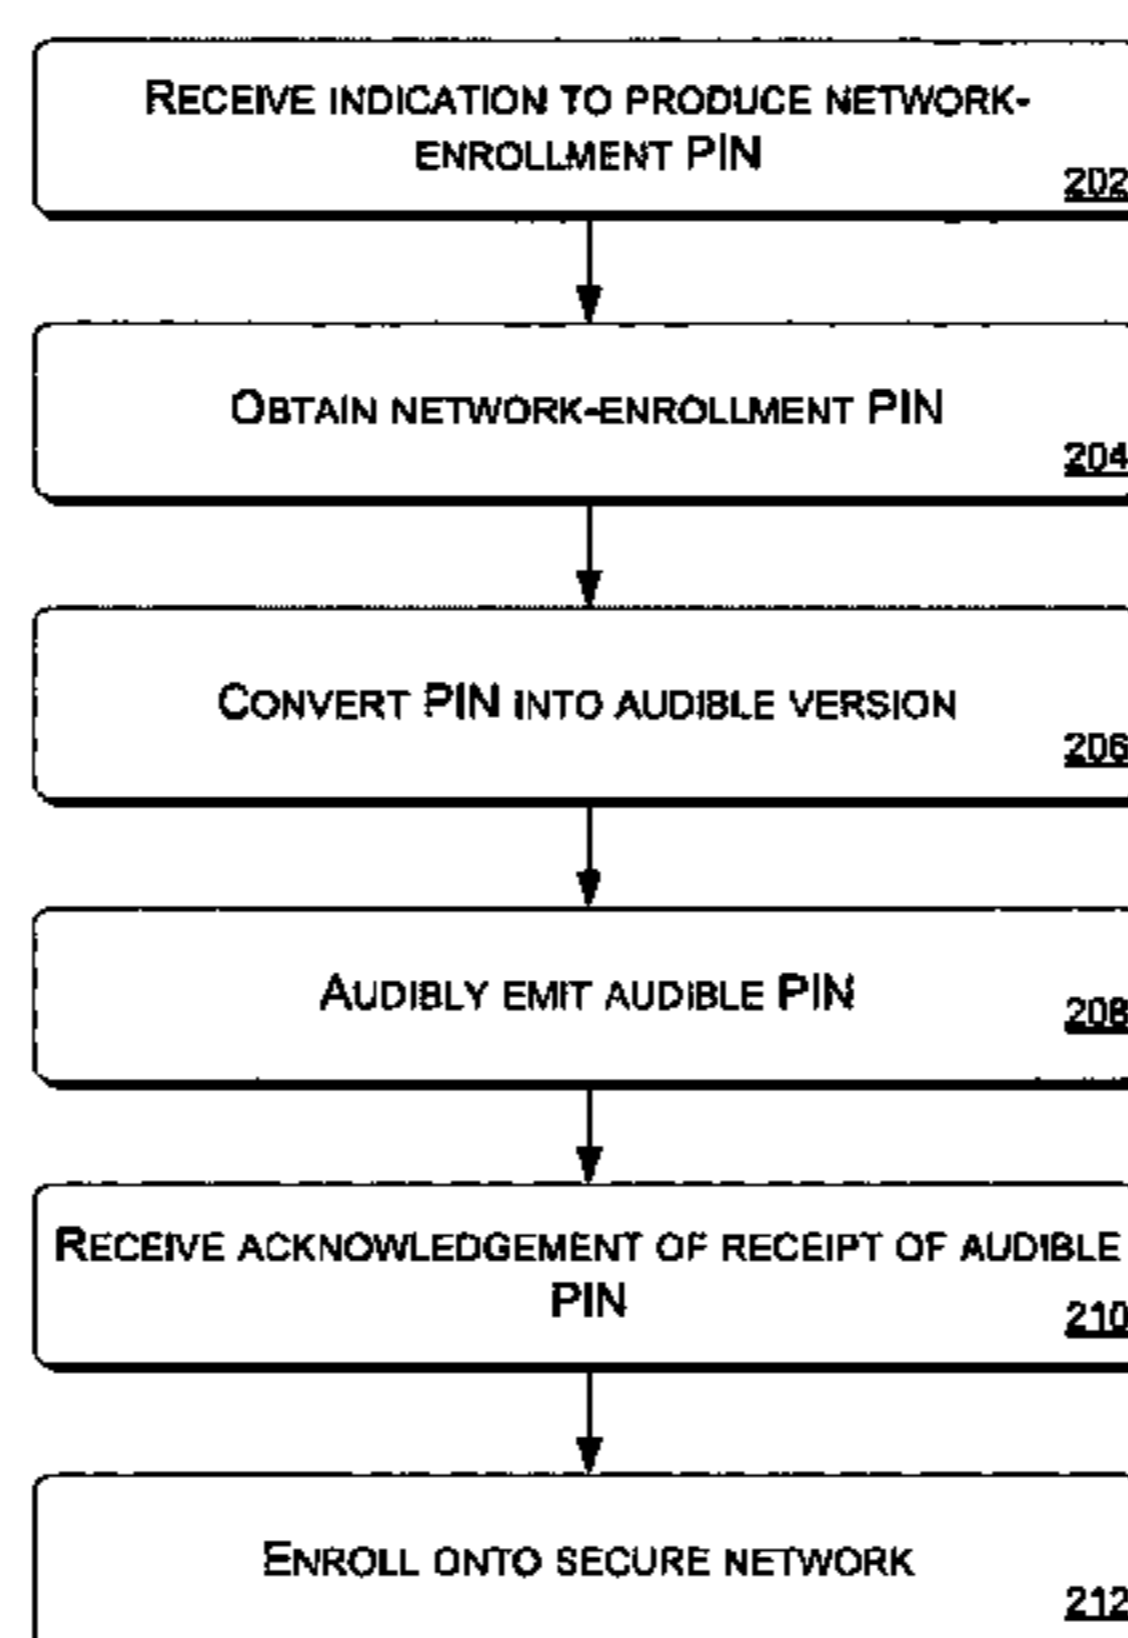 RECEIVE INDICATION TO PRODUCE NETWORK-
ENROLLMENT PIN
202
OBTAIN NETWORK-ENROLLMENT PIN
204
CONVERT PIN INTO AUDIBLE VERSION
206
AUDIBLY EMIT AUDIBLE PIN
208
RECEIVE ACKNOWLEDGEMENT OF RECEIPT OF AUDIBLE
PIN
210
ENROLL ONTO SECURE NETWORK
212